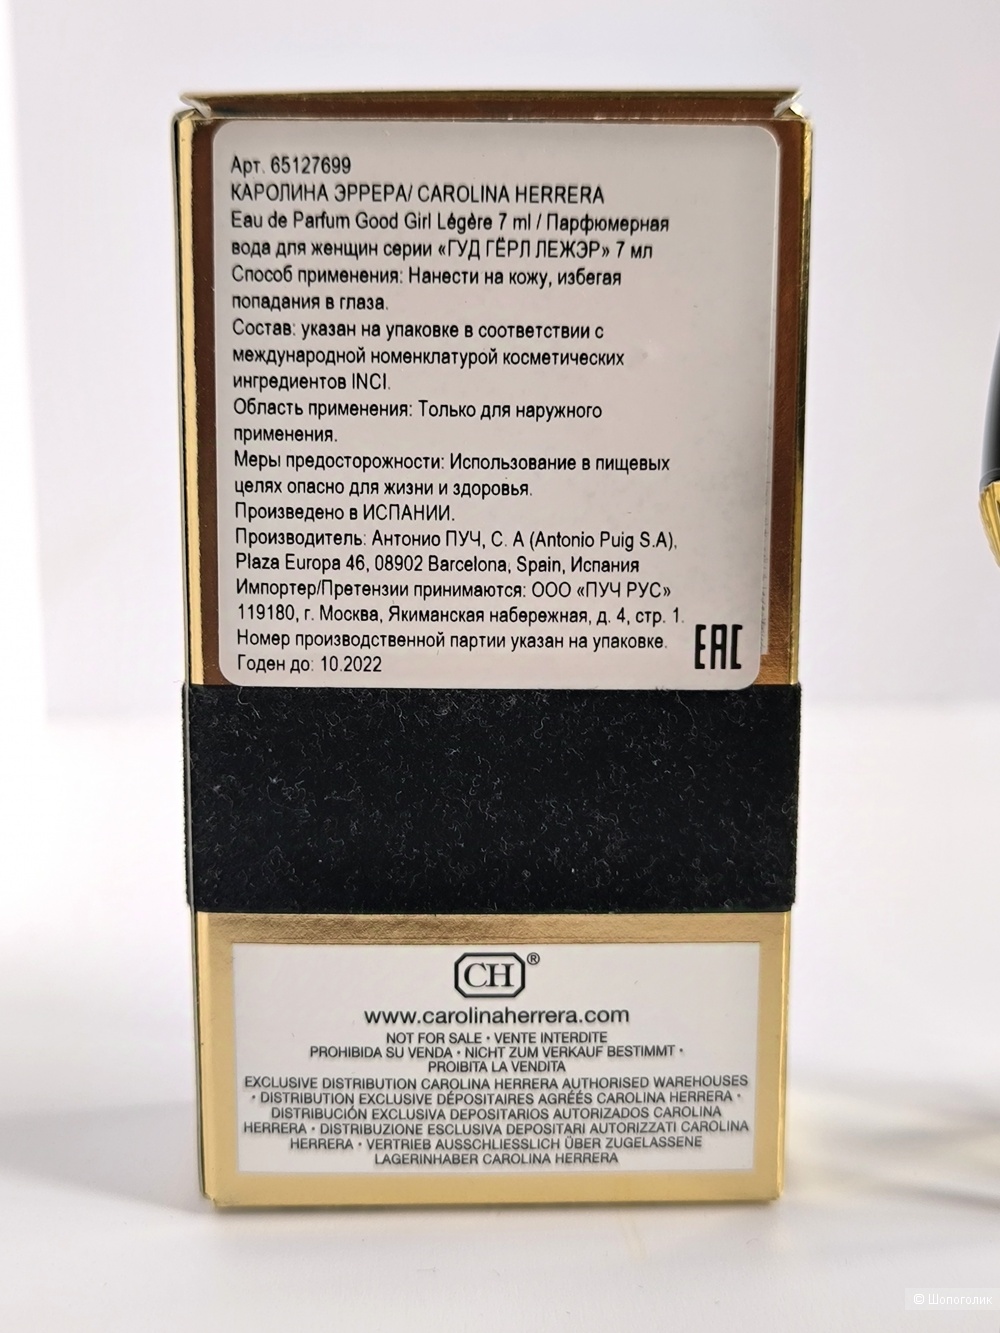 Арт. 65127699
КАРОЛИНА ЭРРЕРА/ CAROLINA HERRERA
Eau de Parfum Good Girl Légère 7 ml / Парфюмерная
вода для женщин серии «ГУД ГЁРЛ ЛЕЖЭР» 7 мл
Способ применения: Нанести на кожу, избегая
попадания в глаза.
Состав: указан на упаковке в соответствии с
международной номенклатурой косметических
ингредиентов INCI.
Область применения: Только для наружного
применения.
Меры предосторожности: Использование в пищевых
целях опасно для жизни и здоровья.
Произведено в ИСПАНИИ.
Производитель: Антонио ПУЧ, С. А (Antonio Puig S.A),
Plaza Europa 46, 08902 Barcelona, Spain, Испания
Импортер/Претензии принимаются: ООО «ПУЧ РУС»
119180, г. Москва, Якиманская набережная, д. 4, стр. 1.
Номер производственной партии указан на упаковке.
Годен до: 10.2022
EAC
CH®
www.carolinaherrera.com
NOT FOR SALE • VENTE INTERDITE
PROHIBIDA SU VENDA • NICHT ZUM VERKAUF BESTIMMT •
PROIBITA LA VENDITA
EXCLUSIVE DISTRIBUTION CAROLINA HERRERA AUTHORISED WAREHOUSES
• DISTRIBUTION EXCLUSIVE DÉPOSITAIRES AGRÉÉS CAROLINA HERRERA •
DISTRIBUCIÓN EXCLUSIVA DEPOSITARIOS AUTORIZADOS CAROLINA
HERRERA • DISTRIBUZIONE ESCLUSIVA DEPOSITARI AUTORIZZATI CAROLINA
HERRERA • VERTRIEB AUSSCHLIESSLICH ÜBER ZUGELASSENE
LAGERINHABER CAROLINA HERRERA
© Шопоголик